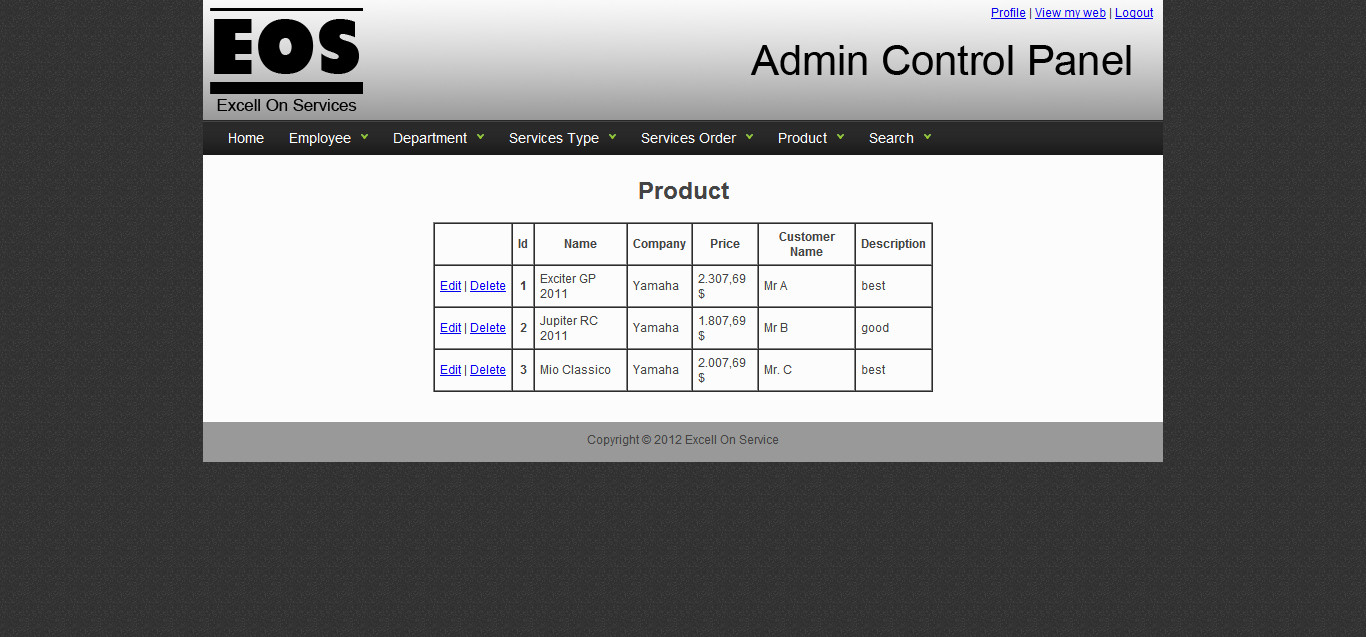 EOS
Excell On Services
Profile | View my web | Logout
Admin Control Panel
Home Employee Department Services Type Services Order Product Search
Product
Id Name Company Price Customer Name Description
Edit | Delete 1 Exciter GP 2011 Yamaha 2.307,69 $ Mr A best
Edit | Delete 2 Jupiter RC 2011 Yamaha 1.807,69 $ Mr B good
Edit | Delete 3 Mio Classico Yamaha 2.007,69 $ Mr. C best
Copyright © 2012 Excell On Service